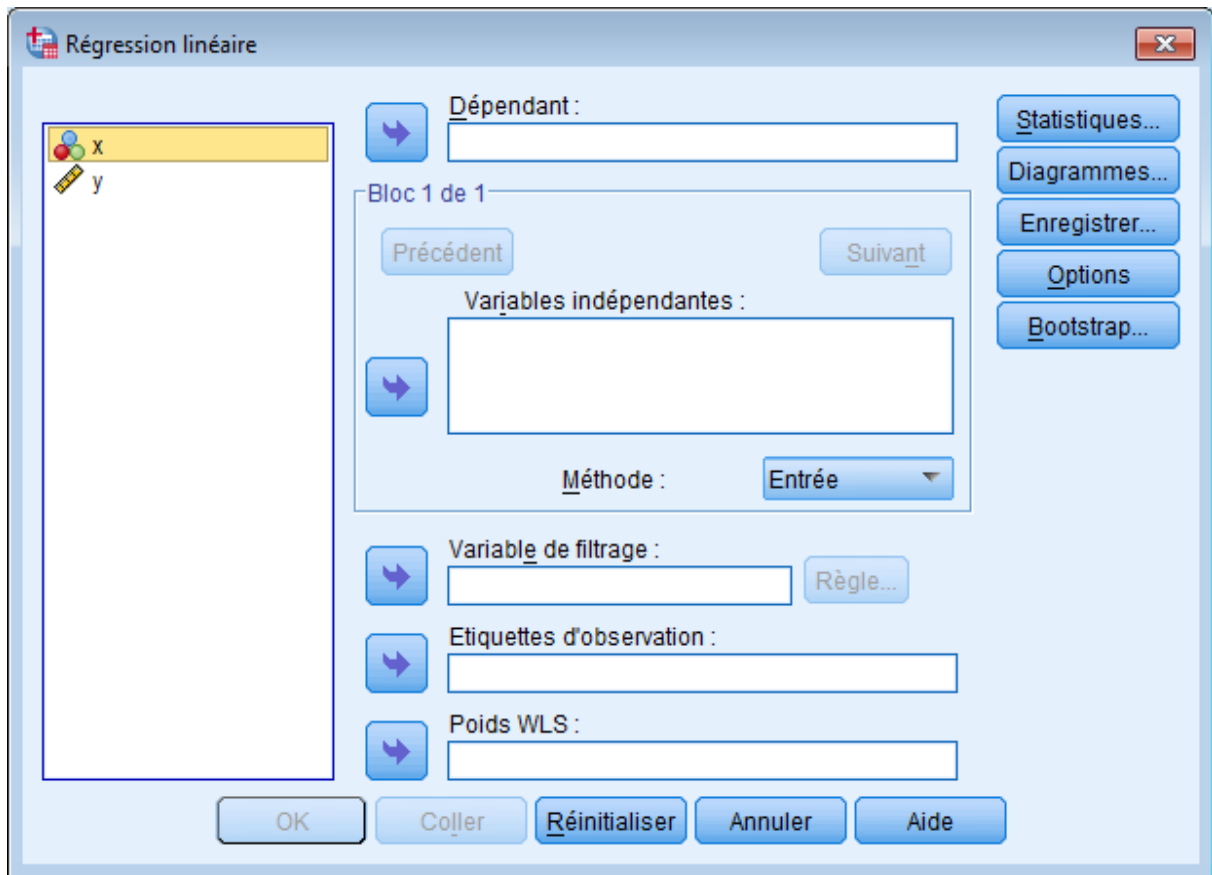 Régression linéaire
x
y
Dépendant :
Bloc 1 de 1
Précédent
Suivant
Variables indépendantes :
Méthode :
Entrée
Variable de filtrage :
Règle...
Etiquettes d'observation :
Poids WLS :
Statistiques...
Diagrammes...
Enregistrer...
Options
Bootstrap...
OK
Coller
Réinitialiser
Annuler
Aide